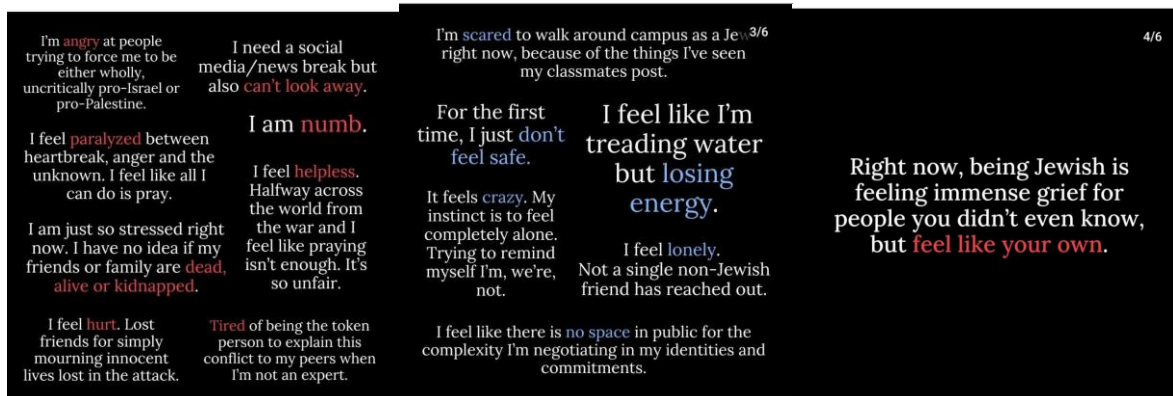 I'm angry at people
trying to force me to be
either wholly,
uncritically pro-Israel or
pro-Palestine.
I need a social
media/news break but
also can't look away.
I am numb.
I feel paralyzed between
heartbreak, anger and the
unknown. I feel like all I
can do is pray.
I feel helpless.
Halfway across
the world from
the war and I
feel like praying
isn't enough. It's
so unfair.
I am just so stressed right
now. I have no idea if my
friends or family are dead,
alive or kidnapped.
I feel hurt. Lost
friends for simply
mourning innocent
lives lost in the attack.
Tired of being the token
person to explain this
conflict to my peers when
I'm not an expert.
3/6
I'm scared to walk around campus as a Jew
right now, because of the things I've seen
my classmates post.
For the first
time, I just don't
feel safe.
I feel like I'm
treading water
but losing
energy.
It feels crazy. My
instinct is to feel
completely alone.
Trying to remind
myself I'm, we're,
not.
I feel lonely.
Not a single non-Jewish
friend has reached out.
I feel like there is no space in public for the
complexity I'm negotiating in my identities and
commitments.
4/6
Right now, being Jewish is
feeling immense grief for
people you didn't even know,
but feel like your own.